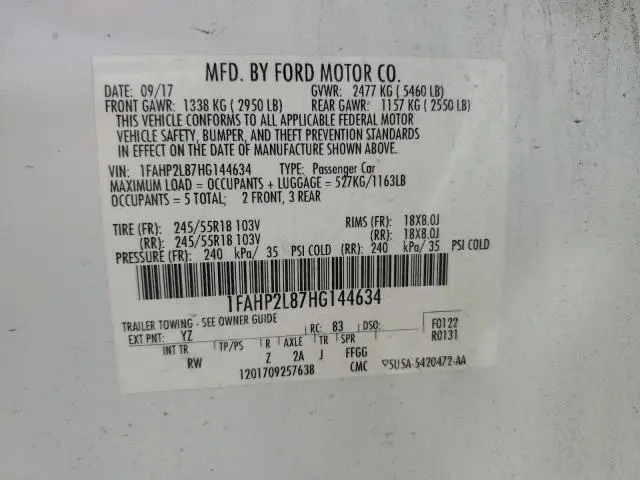 MFD. BY FORD MOTOR CO.
DATE: 09/17 GVWR: 2477 KG ( 5460 LB)
FRONT GAWR: 1338 KG ( 2950 LB) REAR GAWR: 1157 KG ( 2550 LB)
THIS VEHICLE CONFORMS TO ALL APPLICABLE FEDERAL MOTOR
VEHICLE SAFETY, BUMPER, AND THEFT PREVENTION STANDARDS
IN EFFECT ON THE DATE OF MANUFACTURE SHOWN ABOVE.
VIN: 1FAHP2L87HG144634 TYPE: Passenger Car
MAXIMUM LOAD = OCCUPANTS + LUGGAGE = 527KG/1163LB
OCCUPANTS = 5 TOTAL; 2 FRONT, 3 REAR
TIRE (FR): 245/55R18 103V RIMS (FR): 18X8.0J
(RR): 245/55R18 103V (RR): 18X8.0J
PRESSURE (FR): 240 kPa/ 35 PSI COLD (RR): 240 kPa/ 35 PSI COLD
1FAHP2L87HG144634
TRAILER TOWING - SEE OWNER GUIDE
EXT PNT: YZ RC: 83 DSO: F0122
R0131
INT TR TP/PS R AXLE TR SPR
RW Z 2A J FFGG
1201709257638 CMC ▽5U5A-5420472-AA